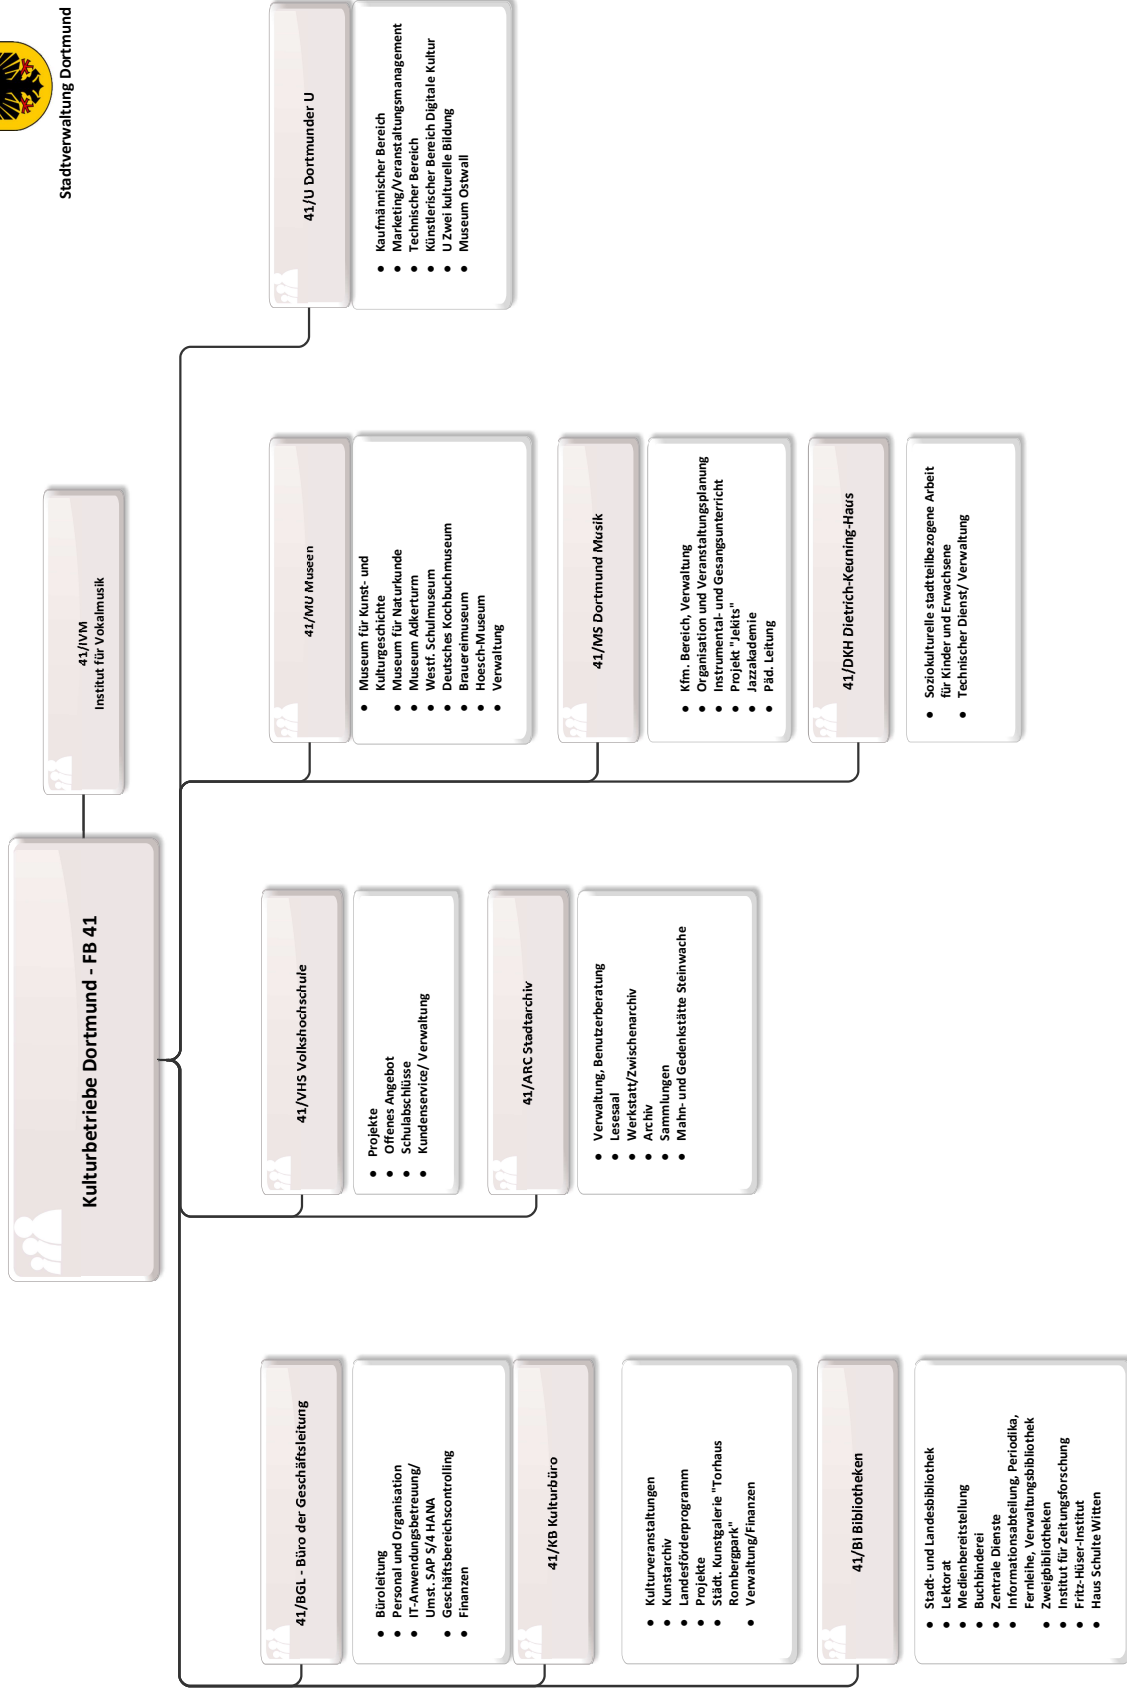 Stadtverwaltung Dortmund
Kulturbetriebe Dortmund - FB 41
41/IVM
Institut für Vokalmusik
41/BGL - Büro der Geschäftsleitung
● Büroleitung
● Personal und Organisation
● IT-Anwendungsbetreuung/
Umst. SAP S/4 HANA
● Geschäftsbereichscontrolling
● Finanzen
41/KB Kulturbüro
● Kulturveranstaltungen
● Kunstarchiv
● Landesförderprogramm
● Projekte
● Städt. Kunstgalerie "Torhaus
Rombergpark"
● Verwaltung/Finanzen
41/BI Bibliotheken
● Stadt- und Landesbibliothek
● Lektorat
● Medienbereitstellung
● Buchbinderei
● Zentrale Dienste
● Informationsabteilung, Periodika,
Fernleihe, Verwaltungsbibliothek
● Zweigbibliotheken
● Institut für Zeitungsforschung
● Fritz-Hüser-Institut
● Haus Schulte Witten
41/VHS Volkshochschule
● Projekte
● Offenes Angebot
● Schulabschlüsse
● Kundenservice/ Verwaltung
41/ARC Stadtarchiv
● Verwaltung, Benutzerberatung
● Lesesaal
● Werkstatt/Zwischenarchiv
● Archiv
● Sammlungen
● Mahn- und Gedenkstätte Steinwache
41/MU Museen
● Museum für Kunst- und
Kulturgeschichte
● Museum für Naturkunde
● Museum Adkerturm
● Westf. Schulmuseum
● Deutsches Kochbuchmuseum
● Brauereimuseum
● Hoesch-Museum
● Verwaltung
41/MS Dortmund Musik
● Kfm. Bereich, Verwaltung
● Organisation und Veranstaltungsplanung
● Instrumental- und Gesangsunterricht
● Projekt "Jekits"
● Jazzakademie
● Päd. Leitung
41/DKH Dietrich-Keuning-Haus
● Soziokulturelle stadtteilbezogene Arbeit
für Kinder und Erwachsene
● Technischer Dienst/ Verwaltung
41/U Dortmunder U
● Kaufmännischer Bereich
● Marketing/Veranstaltungsmanagement
● Technischer Bereich
● Künstlerischer Bereich Digitale Kultur
● U Zwei kulturelle Bildung
● Museum Ostwall